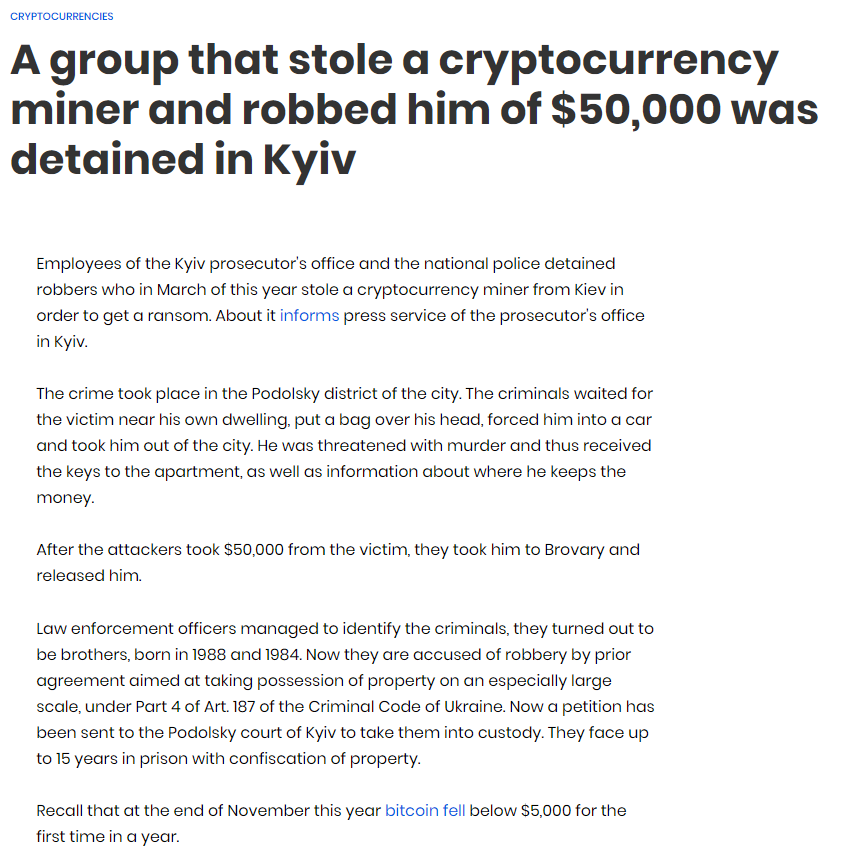 CRYPTOCURRENCIES
A group that stole a cryptocurrency
miner and robbed him of $50,000 was
detained in Kyiv
Employees of the Kyiv prosecutor's office and the national police detained
robbers who in March of this year stole a cryptocurrency miner from Kiev in
order to get a ransom. About it informs press service of the prosecutor's office
in Kyiv.
The crime took place in the Podolsky district of the city. The criminals waited for
the victim near his own dwelling, put a bag over his head, forced him into a car
and took him out of the city. He was threatened with murder and thus received
the keys to the apartment, as well as information about where he keeps the
money.
After the attackers took $50,000 from the victim, they took him to Brovary and
released him.
Law enforcement officers managed to identify the criminals, they turned out to
be brothers, born in 1988 and 1984. Now they are accused of robbery by prior
agreement aimed at taking possession of property on an especially large
scale, under Part 4 of Art. 187 of the Criminal Code of Ukraine. Now a petition has
been sent to the Podolsky court of Kyiv to take them into custody. They face up
to 15 years in prison with confiscation of property.
Recall that at the end of November this year bitcoin fell below $5,000 for the
first time in a year.